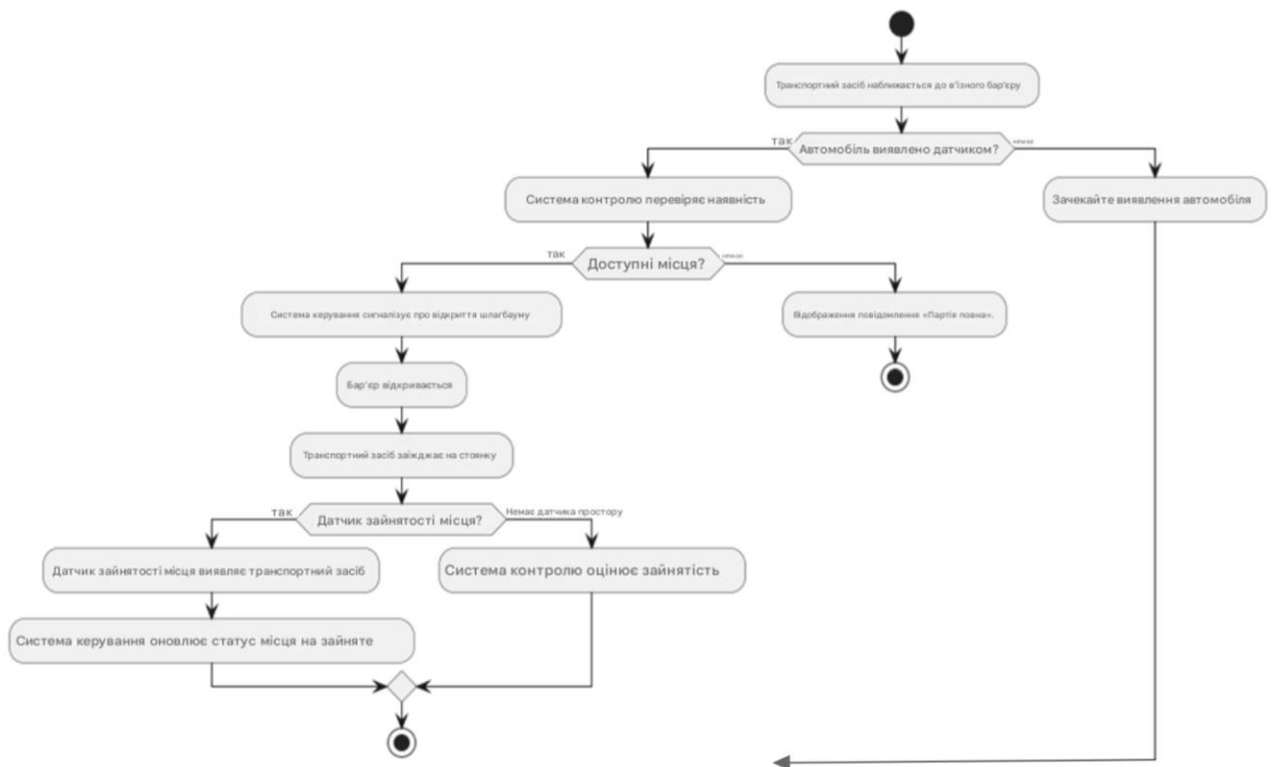 Транспортний засіб наближається до в'їзного бар'єру
так
Автомобіль виявлено датчиком?
немає
Система контролю перевіряє наявність
Зачекайте виявлення автомобіля
так
Доступні місця?
немає
Система керування сигналізує про відкриття шлагбауму
Відображення повідомлення «Партія повна».
Бар'єр відкривається
Транспортний засіб заїжджає на стоянку
так
Датчик зайнятості місця?
Немає датчика простору
Датчик зайнятості місця виявляє транспортний засіб
Система контролю оцінює зайнятість
Система керування оновлює статус місця на зайняте